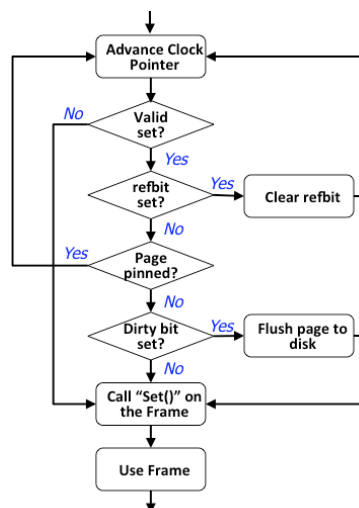 Advance Clock
Pointer
No
Valid
set?
Yes
refbit
set?
Yes
Clear refbit
No
Yes
Page
pinned?
No
Dirty bit
set?
Yes
Flush page to
disk
No
Call “Set()” on
the Frame
Use Frame